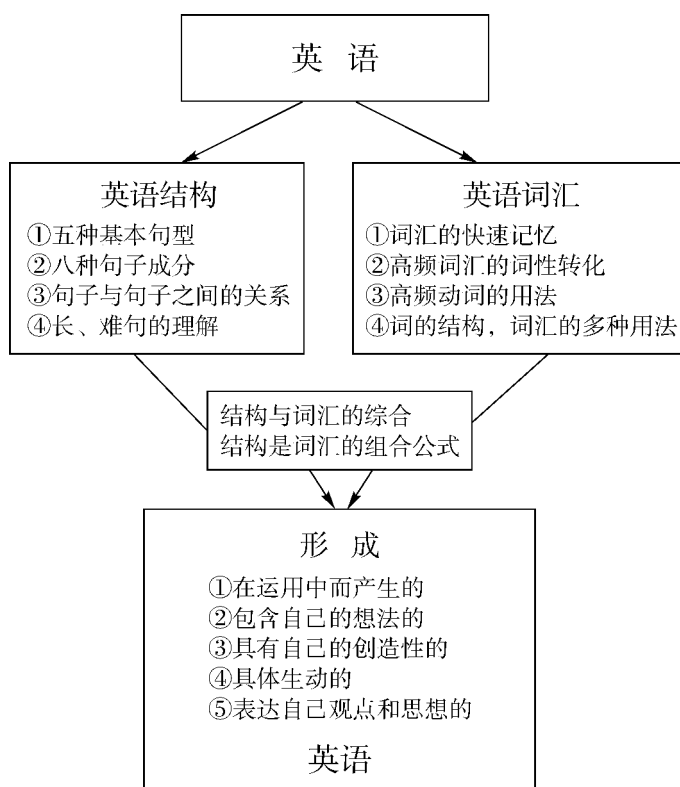 英 语
英语结构
①五种基本句型
②八种句子成分
③句子与句子之间的关系
④长、难句的理解
英语词汇
①词汇的快速记忆
②高频词汇的词性转化
③高频动词的用法
④词的结构，词汇的多种用法
结构与词汇的综合
结构是词汇的组合公式
形 成
①在运用中而产生的
②包含自己的想法的
③具有自己的创造性的
④具体生动的
⑤表达自己观点和思想的
英语